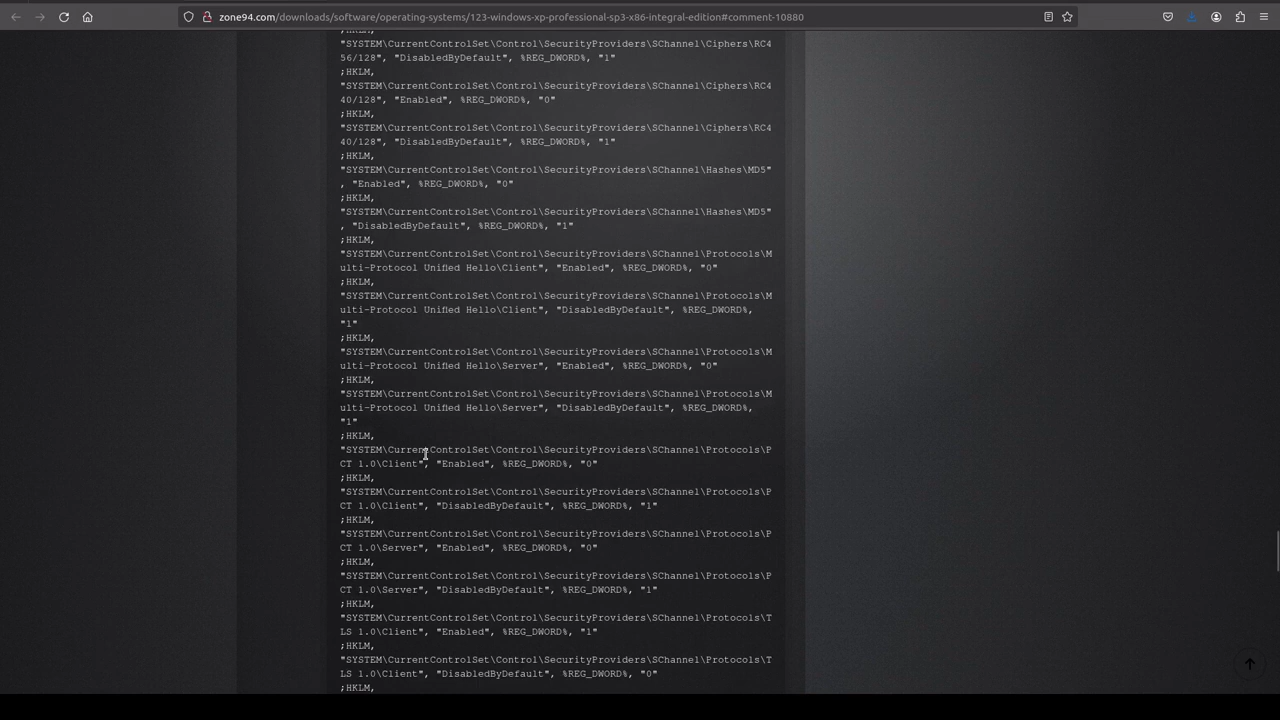 zone94.com/downloads/software/operating-systems/123-windows-xp-professional-sp3-x86-integral-edition#comment-10880
;HKLM,
"SYSTEM\CurrentControlSet\Control\SecurityProviders\SChannel\Ciphers\RC4
56/128", "DisabledByDefault", %REG_DWORD%, "1"
;HKLM,
"SYSTEM\CurrentControlSet\Control\SecurityProviders\SChannel\Ciphers\RC4
40/128", "Enabled", %REG_DWORD%, "0"
;HKLM,
"SYSTEM\CurrentControlSet\Control\SecurityProviders\SChannel\Ciphers\RC4
40/128", "DisabledByDefault", %REG_DWORD%, "1"
;HKLM,
"SYSTEM\CurrentControlSet\Control\SecurityProviders\SChannel\Hashes\MD5"
, "Enabled", %REG_DWORD%, "0"
;HKLM,
"SYSTEM\CurrentControlSet\Control\SecurityProviders\SChannel\Hashes\MD5"
, "DisabledByDefault", %REG_DWORD%, "1"
;HKLM,
"SYSTEM\CurrentControlSet\Control\SecurityProviders\SChannel\Protocols\M
ulti-Protocol Unified Hello\Client", "Enabled", %REG_DWORD%, "0"
;HKLM,
"SYSTEM\CurrentControlSet\Control\SecurityProviders\SChannel\Protocols\M
ulti-Protocol Unified Hello\Client", "DisabledByDefault", %REG_DWORD%,
"1"
;HKLM,
"SYSTEM\CurrentControlSet\Control\SecurityProviders\SChannel\Protocols\M
ulti-Protocol Unified Hello\Server", "Enabled", %REG_DWORD%, "0"
;HKLM,
"SYSTEM\CurrentControlSet\Control\SecurityProviders\SChannel\Protocols\M
ulti-Protocol Unified Hello\Server", "DisabledByDefault", %REG_DWORD%,
"1"
;HKLM,
"SYSTEM\CurrentControlSet\Control\SecurityProviders\SChannel\Protocols\P
CT 1.0\Client", "Enabled", %REG_DWORD%, "0"
;HKLM,
"SYSTEM\CurrentControlSet\Control\SecurityProviders\SChannel\Protocols\P
CT 1.0\Client", "DisabledByDefault", %REG_DWORD%, "1"
;HKLM,
"SYSTEM\CurrentControlSet\Control\SecurityProviders\SChannel\Protocols\P
CT 1.0\Server", "Enabled", %REG_DWORD%, "0"
;HKLM,
"SYSTEM\CurrentControlSet\Control\SecurityProviders\SChannel\Protocols\P
CT 1.0\Server", "DisabledByDefault", %REG_DWORD%, "1"
;HKLM,
"SYSTEM\CurrentControlSet\Control\SecurityProviders\SChannel\Protocols\T
LS 1.0\Client", "Enabled", %REG_DWORD%, "1"
;HKLM,
"SYSTEM\CurrentControlSet\Control\SecurityProviders\SChannel\Protocols\T
LS 1.0\Client", "DisabledByDefault", %REG_DWORD%, "0"
;HKLM,